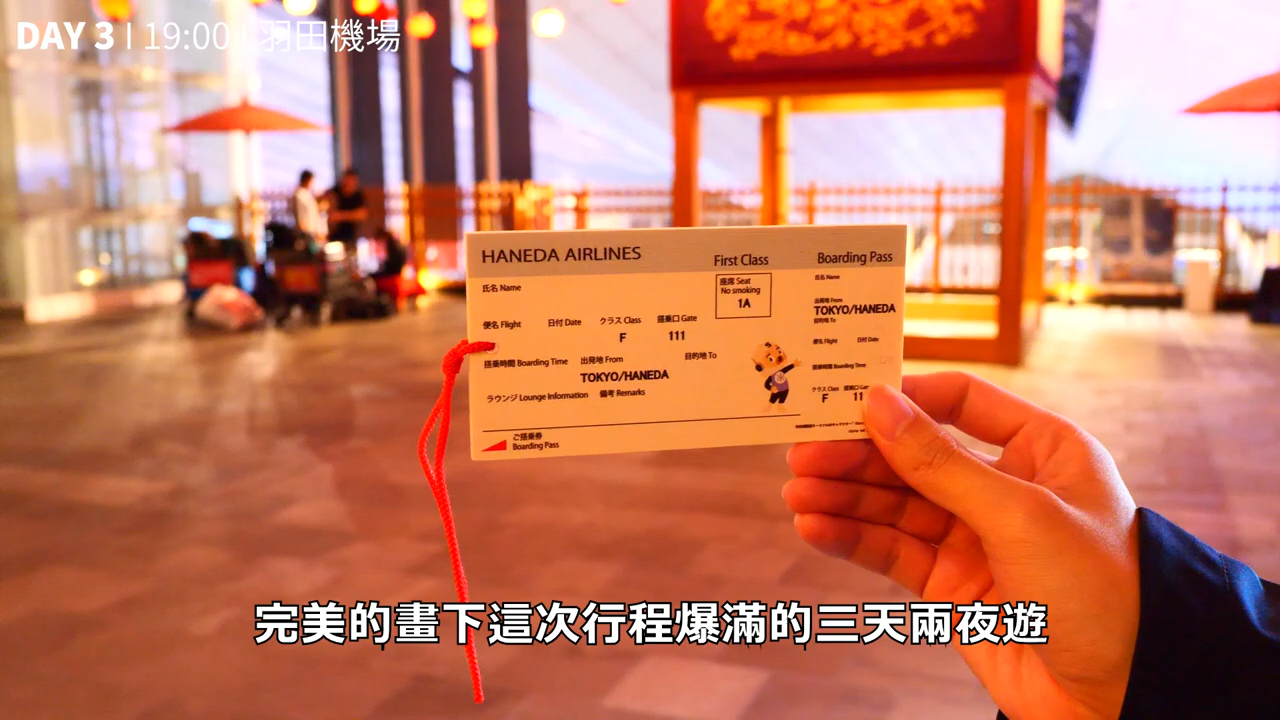 DAY 3 | 19:00 | 羽田機場
HANEDA AIRLINES
First Class
Boarding Pass
氏名 Name
座席 Seat
No smoking
1A
便名 Flight 日付 Date クラス Class 搭乗口 Gate
F 111
搭乗時間 Boarding Time 出発地 From 目的地 To
TOKYO/HANEDA
ラウンジ Lounge Information 備考 Remarks
ご搭乗券
Boarding Pass
氏名 Name
出発地 From
TOKYO/HANEDA
目的地 To
便名 Flight 日付 Date
搭乗時間 Boarding Time
クラス Class 搭乗口 Gate
F 11
完美的畫下這次行程爆滿的三天兩夜遊